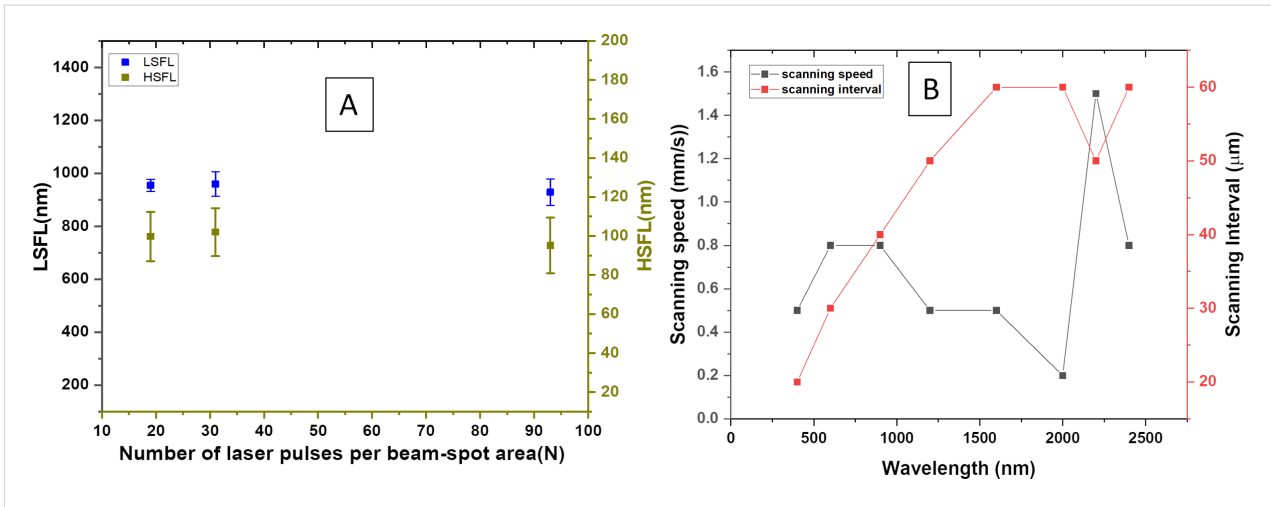 LSFL
HSFL
A
1400
1200
1000
800
600
400
200
LSFL(nm)
200
180
160
140
120
100
80
60
40
20
HSFL(nm)
10 20 30 40 50 60 70 80 90 100
Number of laser pulses per beam-spot area(N)
scanning speed
scanning interval
B
1.6
1.4
1.2
1.0
0.8
0.6
0.4
0.2
0.0
Scanning speed (mm/s))
60
50
40
30
20
Scanning Interval (μm)
0 500 1000 1500 2000 2500
Wavelength (nm)